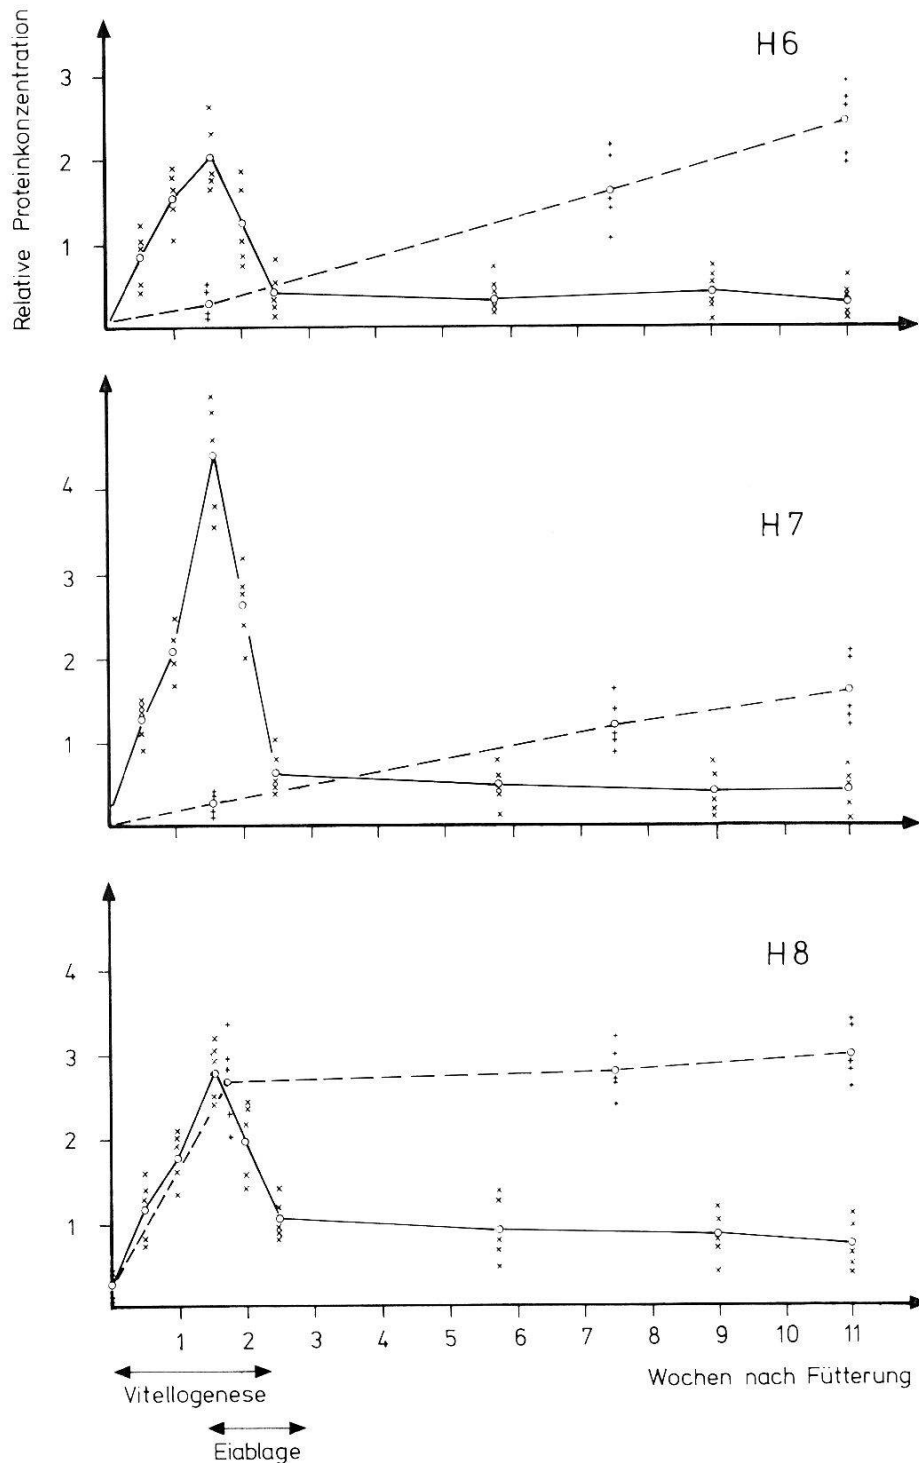 Relative Proteinkonzentration
H6
3
2
1
H7
4
3
2
1
H8
4
3
2
1
1 2 3 4 5 6 7 8 9 10 11
Wochen nach Fütterung
Vitellogenese
Eiablage